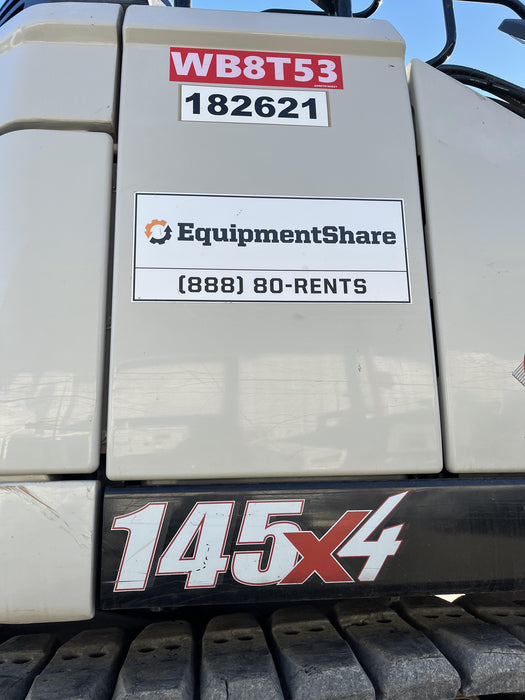 WB8T53
182621
EquipmentShare
(888) 80-RENTS
145x4